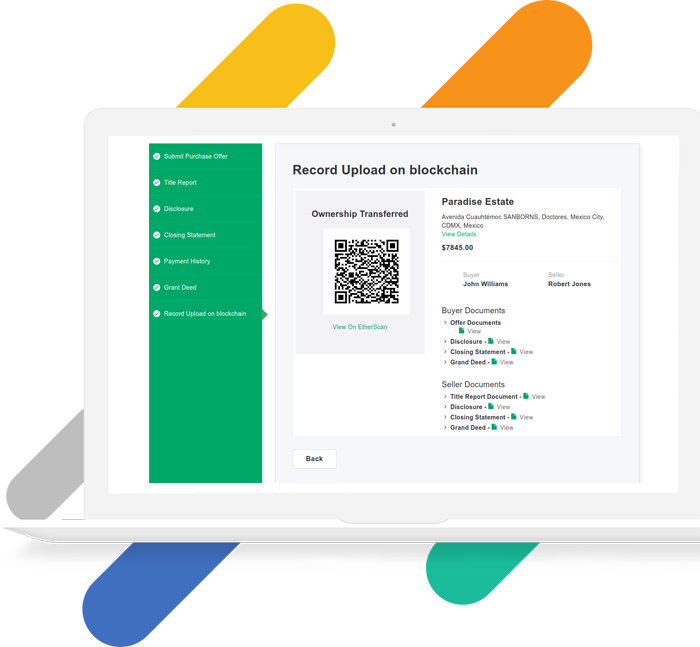 Submit Purchase Offer
Title Report
Disclosure
Closing Statement
Payment History
Grant Deed
Record Upload on blockchain
Record Upload on blockchain
Ownership Transferred
View On EtherScan
Paradise Estate
Avenida Cuauhtémoc SANBORNS, Doctores, Mexico City,
CDMX, Mexico
View Details
$7845.00
Buyer
John Williams
Seller
Robert Jones
Buyer Documents
Offer Documents
View
Disclosure - View
Closing Statement - View
Grand Deed - View
Seller Documents
Title Report Document - View
Disclosure - View
Closing Statement - View
Grand Deed - View
Back